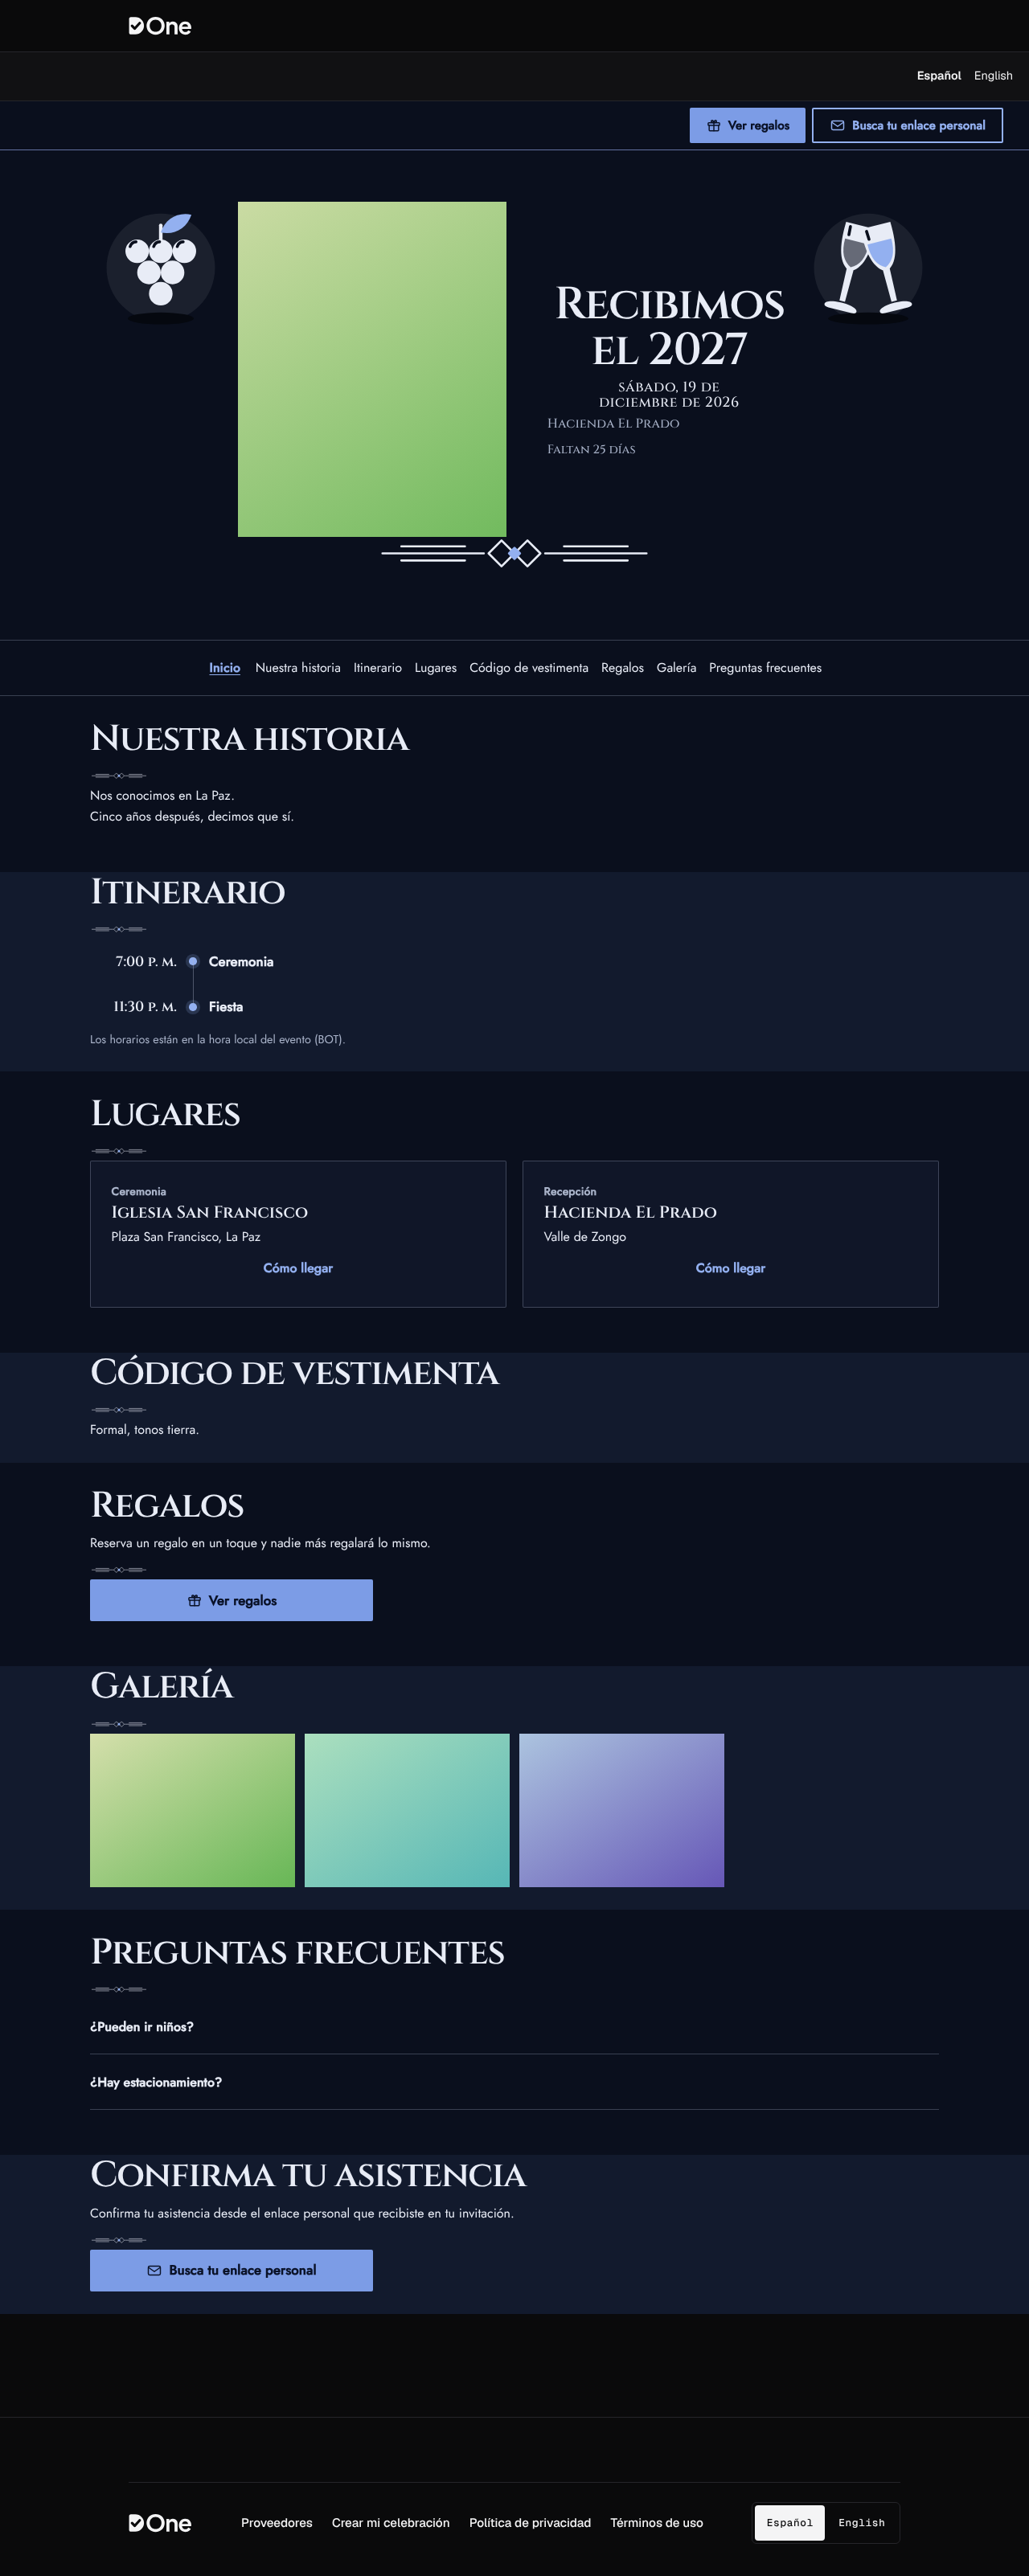 One
Español English
Ver regalos Busca tu enlace personal
Recibimos
el 2027
sábado, 19 de
diciembre de 2026
Hacienda El Prado
Faltan 25 días
Inicio Nuestra historia Itinerario Lugares Código de vestimenta Regalos Galería Preguntas frecuentes
Nuestra historia
Nos conocimos en La Paz.
Cinco años después, decimos que sí.
Itinerario
7:00 p. m. Ceremonia
11:30 p. m. Fiesta
Los horarios están en la hora local del evento (BOT).
Lugares
Ceremonia
Iglesia San Francisco
Plaza San Francisco, La Paz
Cómo llegar
Recepción
Hacienda El Prado
Valle de Zongo
Cómo llegar
Código de vestimenta
Formal, tonos tierra.
Regalos
Reserva un regalo en un toque y nadie más regalará lo mismo.
Ver regalos
Galería
Preguntas frecuentes
¿Pueden ir niños?
¿Hay estacionamiento?
Confirma tu asistencia
Confirma tu asistencia desde el enlace personal que recibiste en tu invitación.
Busca tu enlace personal
One Proveedores Crear mi celebración Política de privacidad Términos de uso Español English